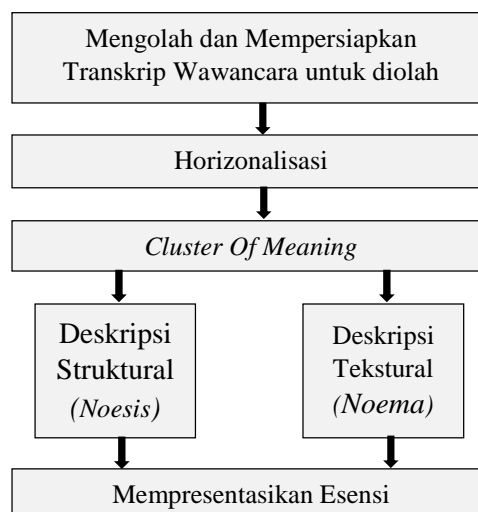 Mengolah dan Mempersiapkan
Transkrip Wawancara untuk diolah
Horizonalisasi
Cluster Of Meaning
Deskripsi
Struktural
(Noesis)
Deskripsi
Tekstural
(Noema)
Mempresentasikan Esensi